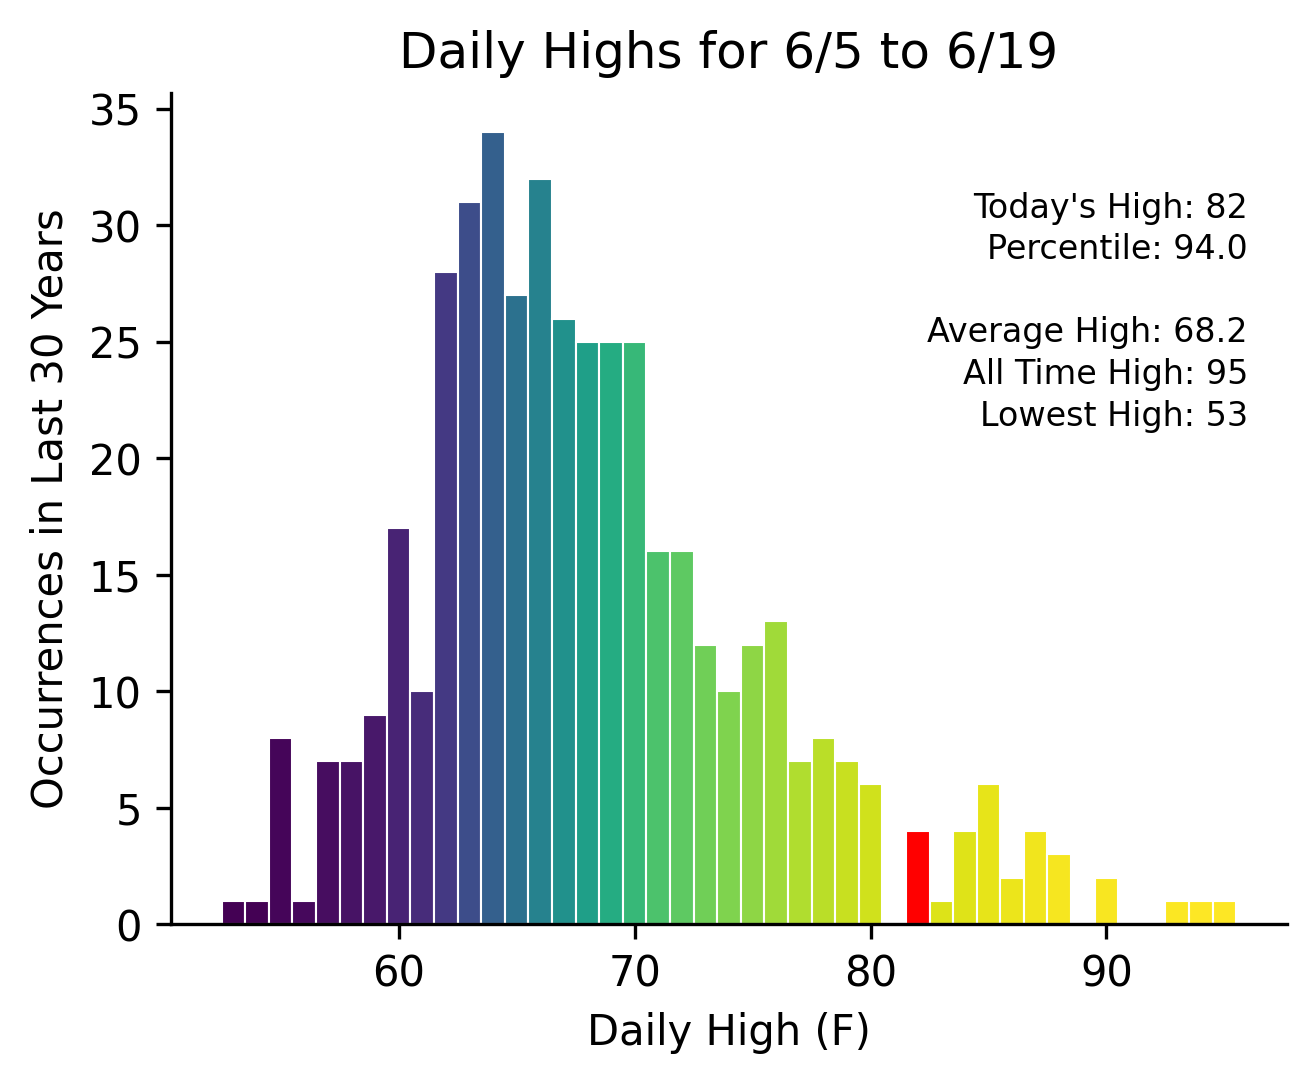 Daily Highs for 6/5 to 6/19
Occurrences in Last 30 Years
35
30
25
20
15
10
5
0
Today's High: 82
Percentile: 94.0
Average High: 68.2
All Time High: 95
Lowest High: 53
60 70 80 90
Daily High (F)